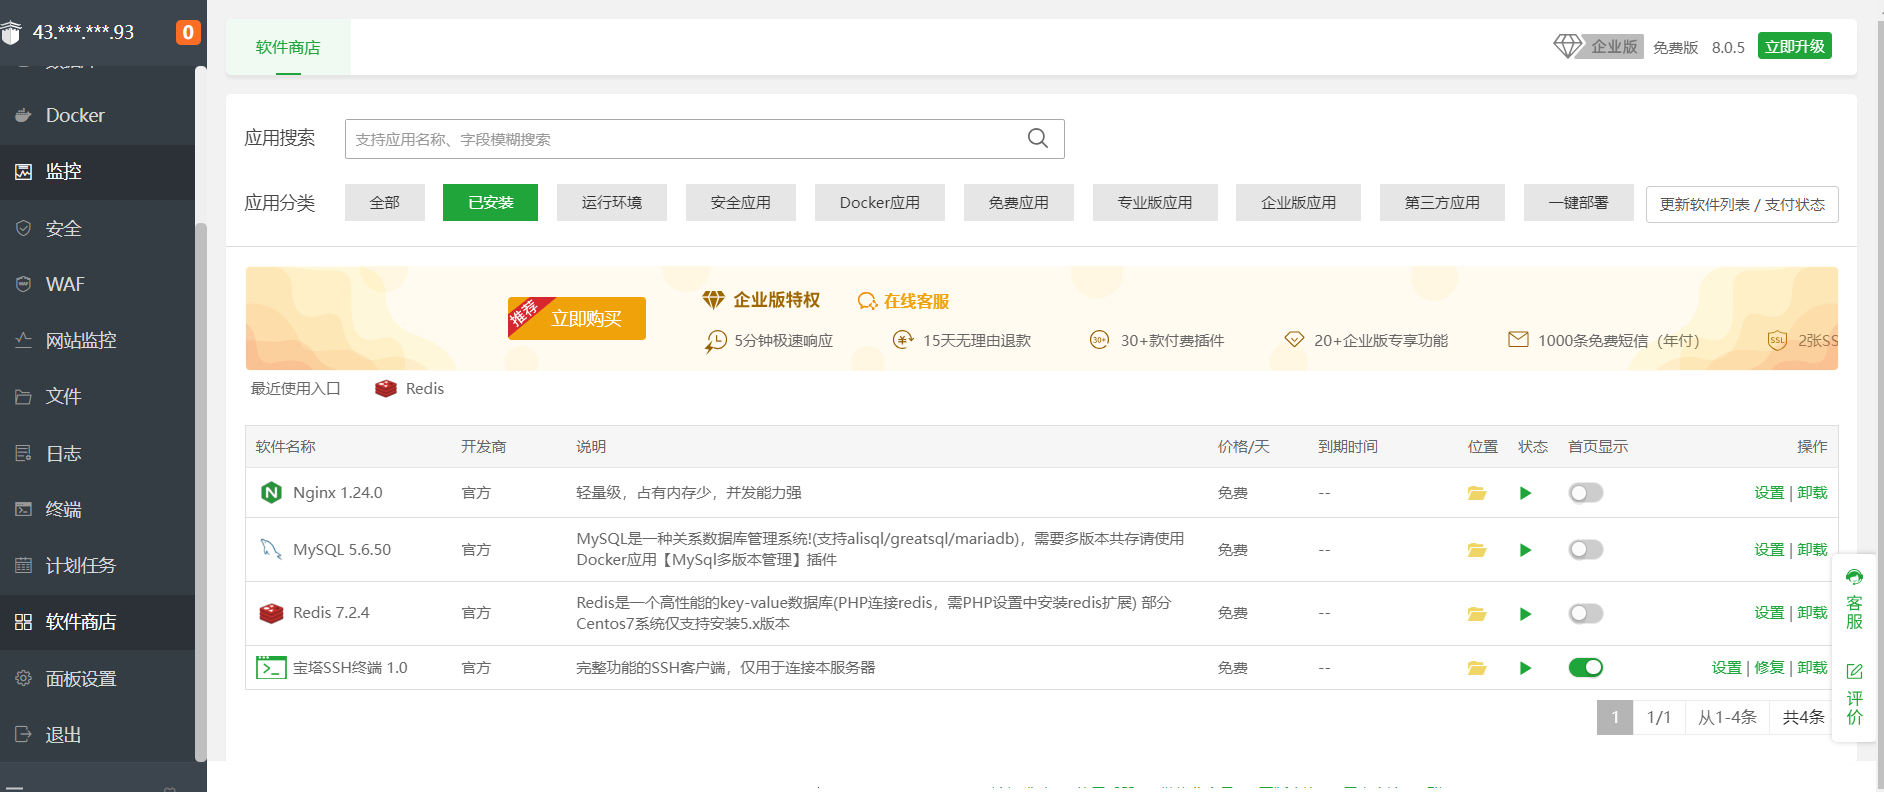 43.***.***.93
0
Docker
监控
安全
WAF
网站监控
文件
日志
终端
计划任务
软件商店
面板设置
退出
软件商店
企业版 免费版 8.0.5 立即升级
应用搜索 支持应用名称、字段模糊搜索
应用分类 全部 已安装 运行环境 安全应用 Docker应用 免费应用 专业版应用 企业版应用 第三方应用 一键部署 更新软件列表 / 支付状态
推荐 立即购买
企业版特权 在线客服
5分钟极速响应 15天无理由退款 30+款付费插件 20+企业版专享功能 1000条免费短信（年付） 2张SS
最近使用入口 Redis
软件名称 开发商 说明 价格/天 到期时间 位置 状态 首页显示 操作
Nginx 1.24.0 官方 轻量级，占有内存少，并发能力强 免费 -- 设置 | 卸载
MySQL 5.6.50 官方 MySQL是一种关系数据库管理系统!(支持alisql/greatsql/mariadb)，需要多版本共存请使用
Docker应用【MySql多版本管理】插件 免费 -- 设置 | 卸载
Redis 7.2.4 官方 Redis是一个高性能的key-value数据库(PHP连接redis，需PHP设置中安装redis扩展) 部分
Centos7系统仅支持安装5.x版本 免费 -- 设置 | 卸载
宝塔SSH终端 1.0 官方 完整功能的SSH客户端，仅用于连接本服务器 免费 -- 设置 | 修复 | 卸载
1 1/1 从1-4条 共4条
客服
评价